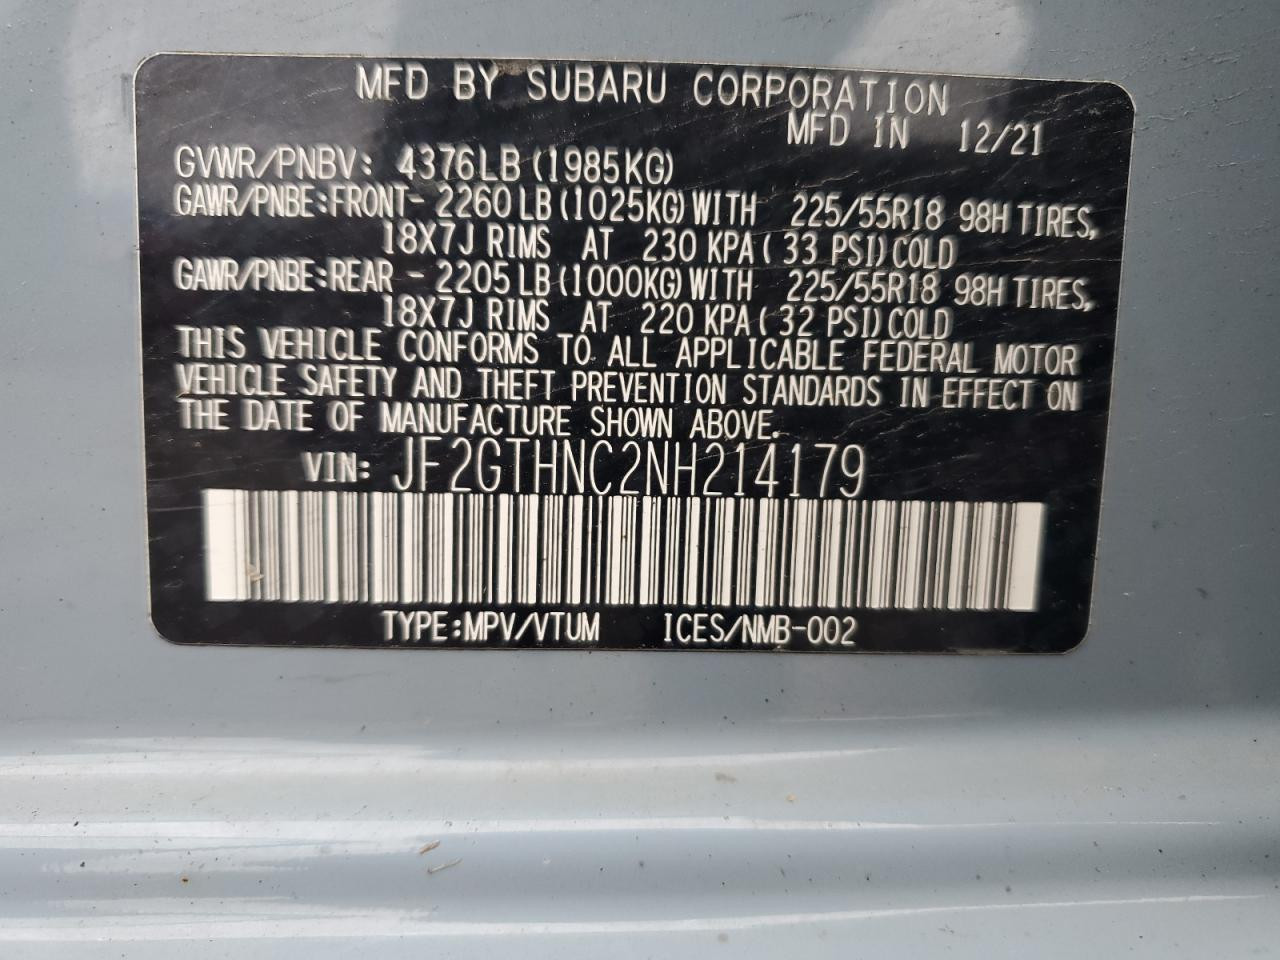 MFD BY SUBARU CORPORATION
MFD IN 12/21
GVWR/PNBV: 4376LB (1985KG)
GAWR/PNBE:FRONT- 2260 LB (1025KG) WITH 225/55R18 98H TIRES,
18X7J RIMS AT 230 KPA ( 33 PSI) COLD
GAWR/PNBE:REAR - 2205 LB (1000KG) WITH 225/55R18 98H TIRES,
18X7J RIMS AT 220 KPA ( 32 PSI) COLD
THIS VEHICLE CONFORMS TO ALL APPLICABLE FEDERAL MOTOR
VEHICLE SAFETY AND THEFT PREVENTION STANDARDS IN EFFECT ON
THE DATE OF MANUFACTURE SHOWN ABOVE.
VIN: JF2GTHNC2NH214179
TYPE:MPV/VTUM ICES/NMB-002